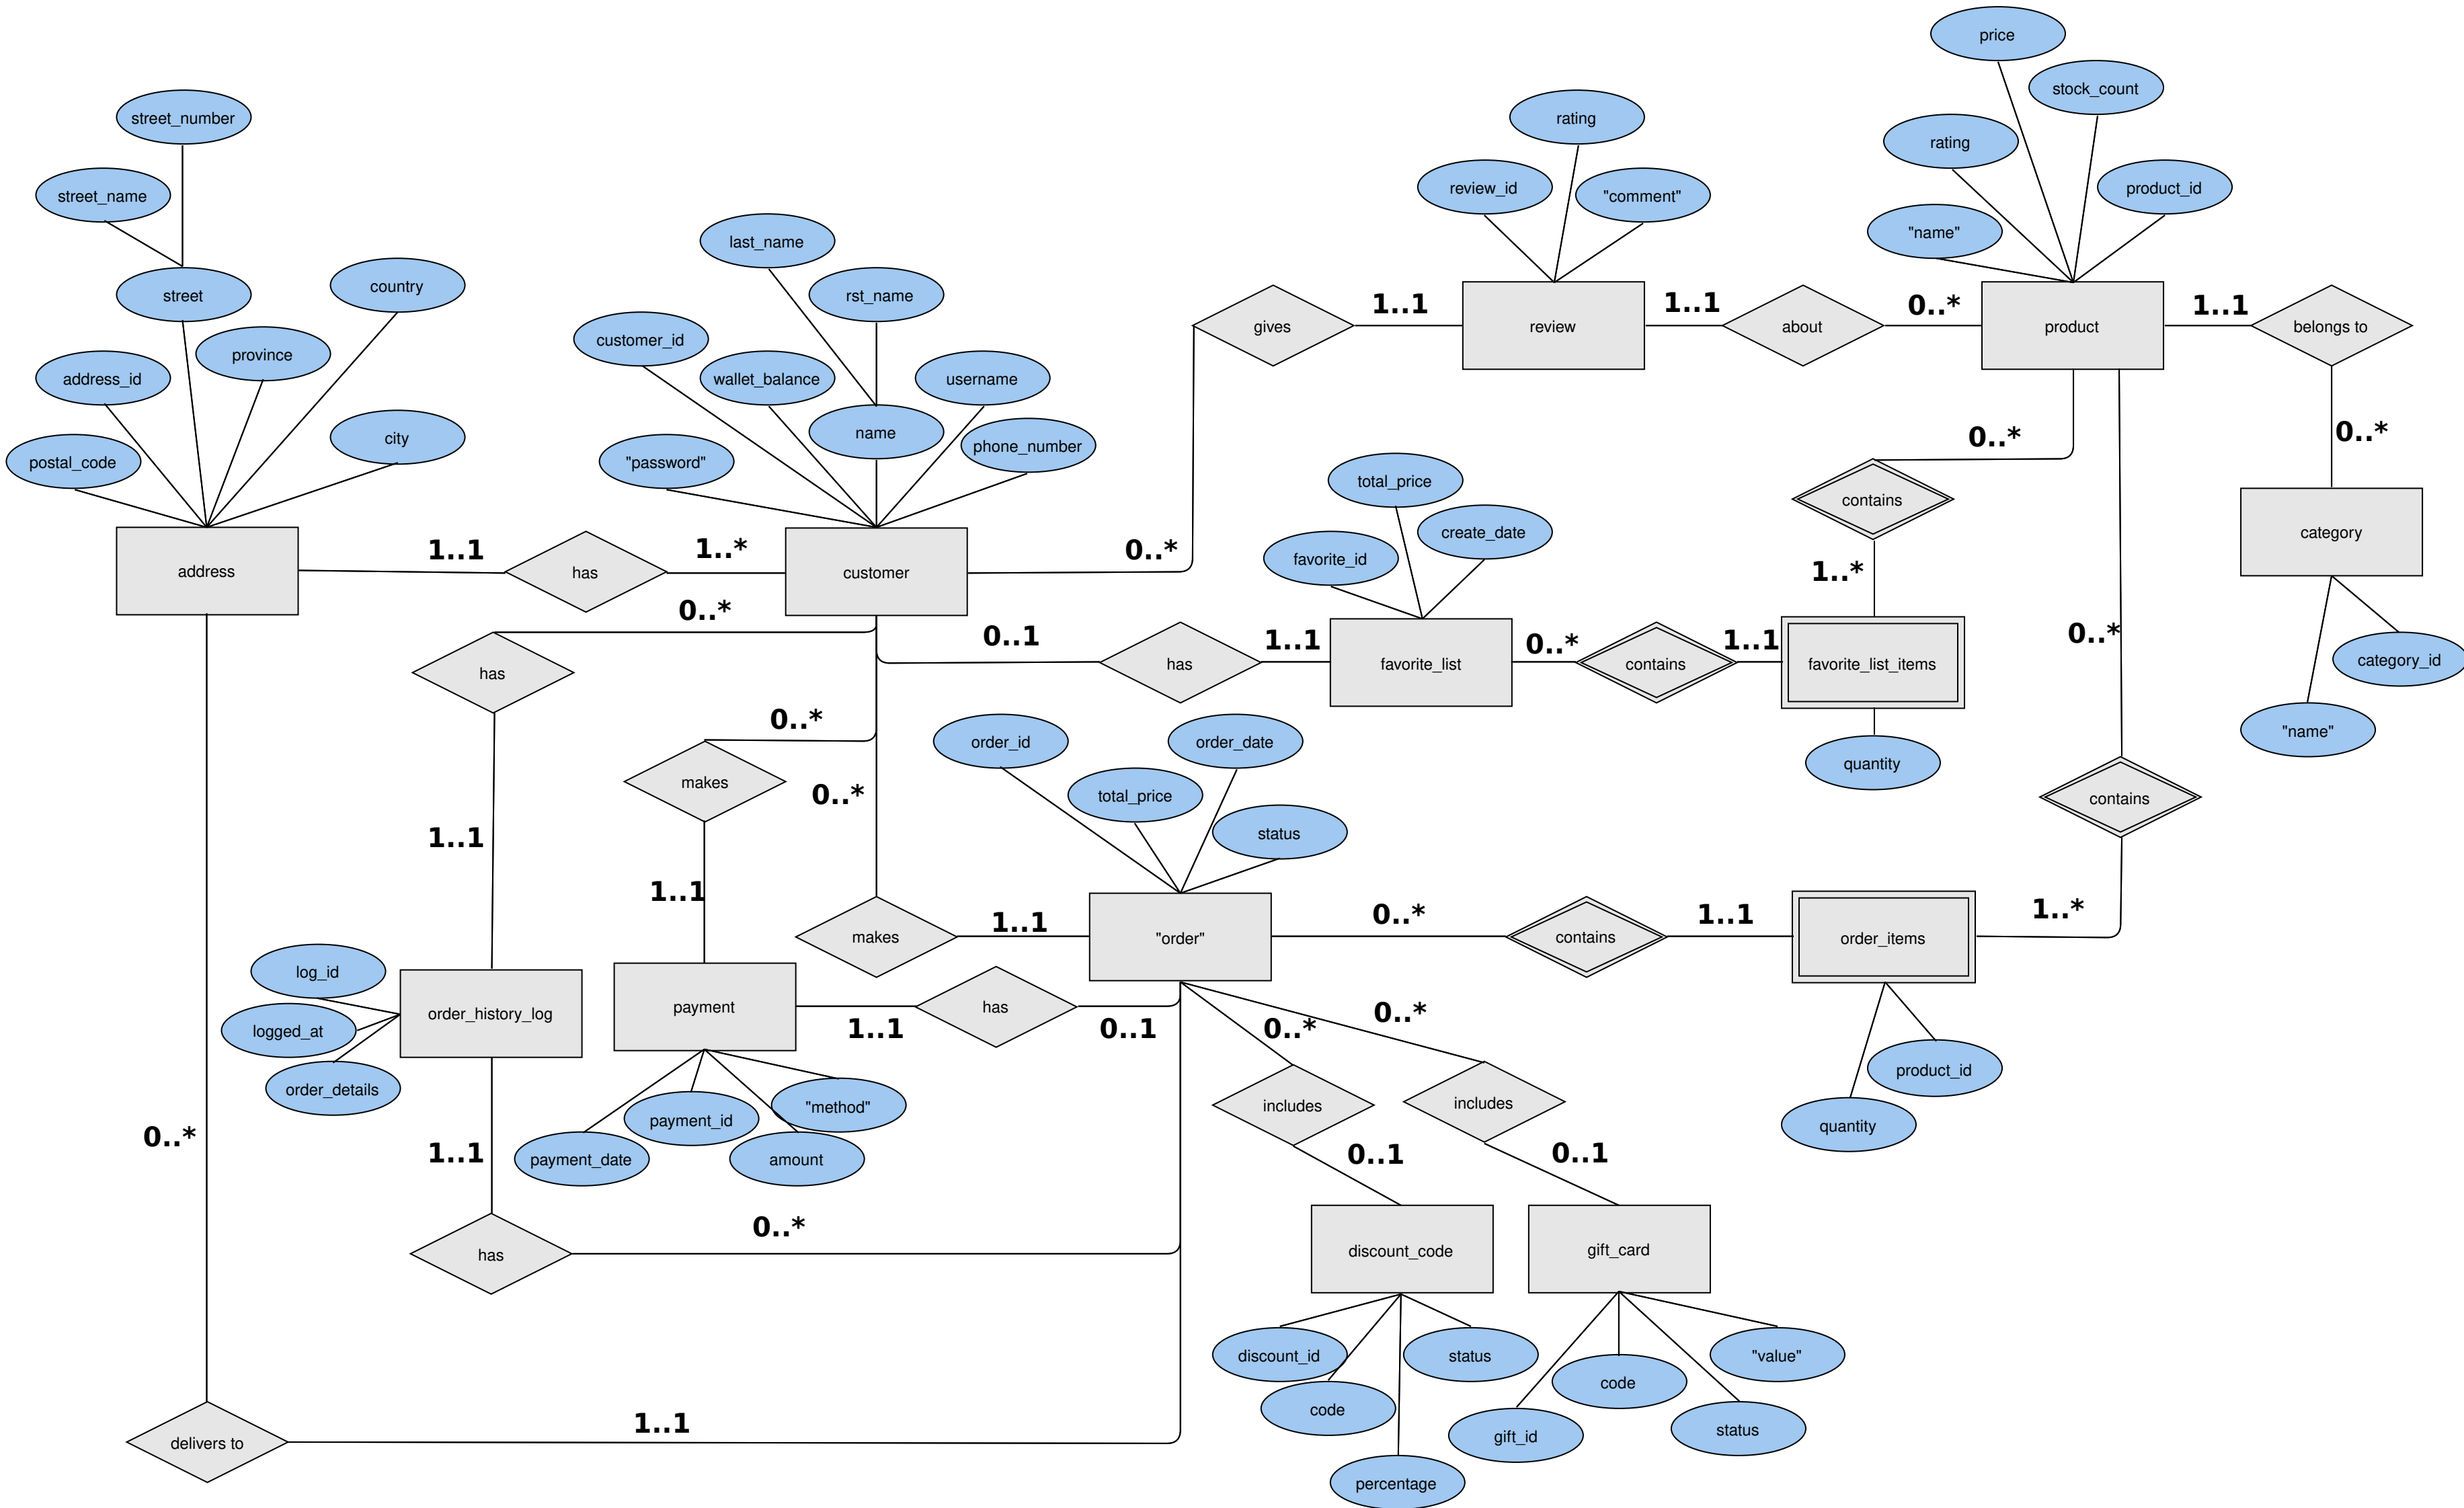 price
stock_count
street_number
rating
rating
street_name
review_id
"comment"
product_id
"name"
last_name
street
country
rst_name
customer_id
province
address_id
wallet_balance
username
name
phone_number
city
postal_code
"password"
gives
1..1
review
1..1
about
0..*
product
1..1
belongs to
0..*
0..*
contains
total_price
create_date
favorite_id
category
address
1..1
has
1..*
customer
0..*
1..*
0..*
has
0..1
has
1..1
favorite_list
0..*
contains
1..1
favorite_list_items
0..*
category_id
"name"
quantity
0..*
makes
0..*
order_id
order_date
total_price
status
contains
1..1
1..1
makes
1..1
"order"
0..*
contains
1..1
order_items
1..*
log_id
logged_at
order_details
order_history_log
payment
1..1
has
0..1
0..*
0..*
product_id
quantity
"method"
payment_id
payment_date
amount
includes
includes
0..*
1..1
0..1
0..1
has
0..*
discount_code
gift_card
discount_id
status
code
percentage
"value"
code
gift_id
status
delivers to
1..1